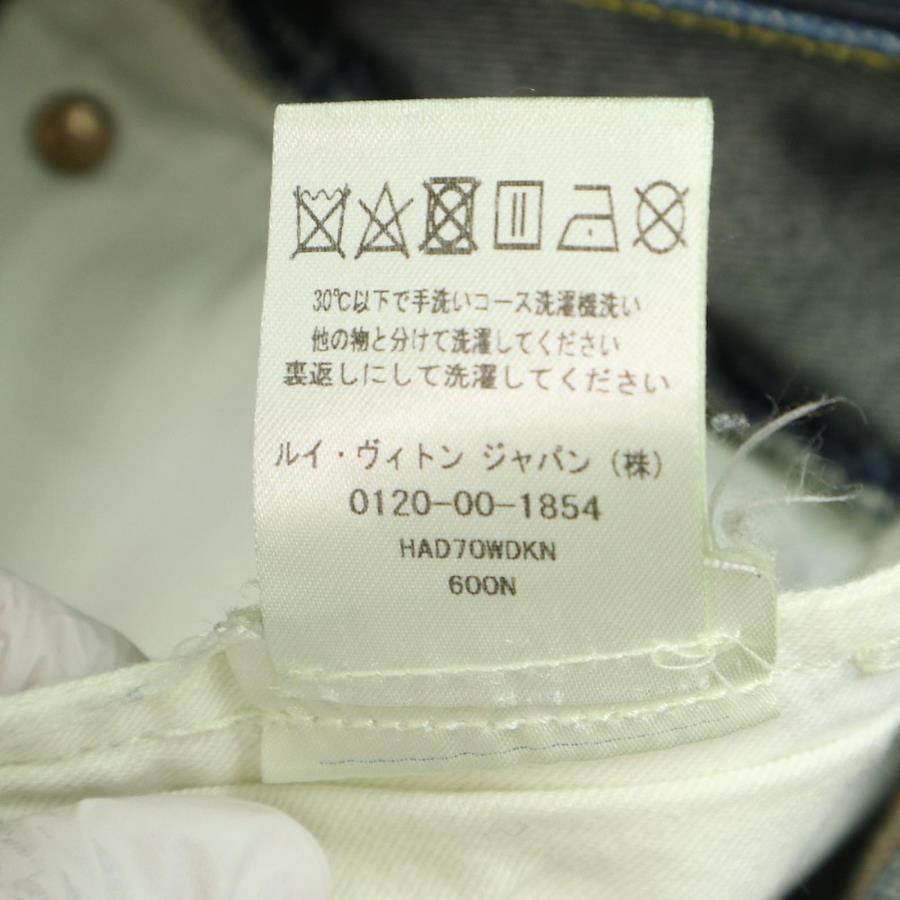 30℃以下で手洗いコース洗濯機洗い
他の物と分けて洗濯してください
裏返しにして洗濯してください
ルイ・ヴィトン ジャパン（株）
0120-00-1854
HAD70WDKN
600N